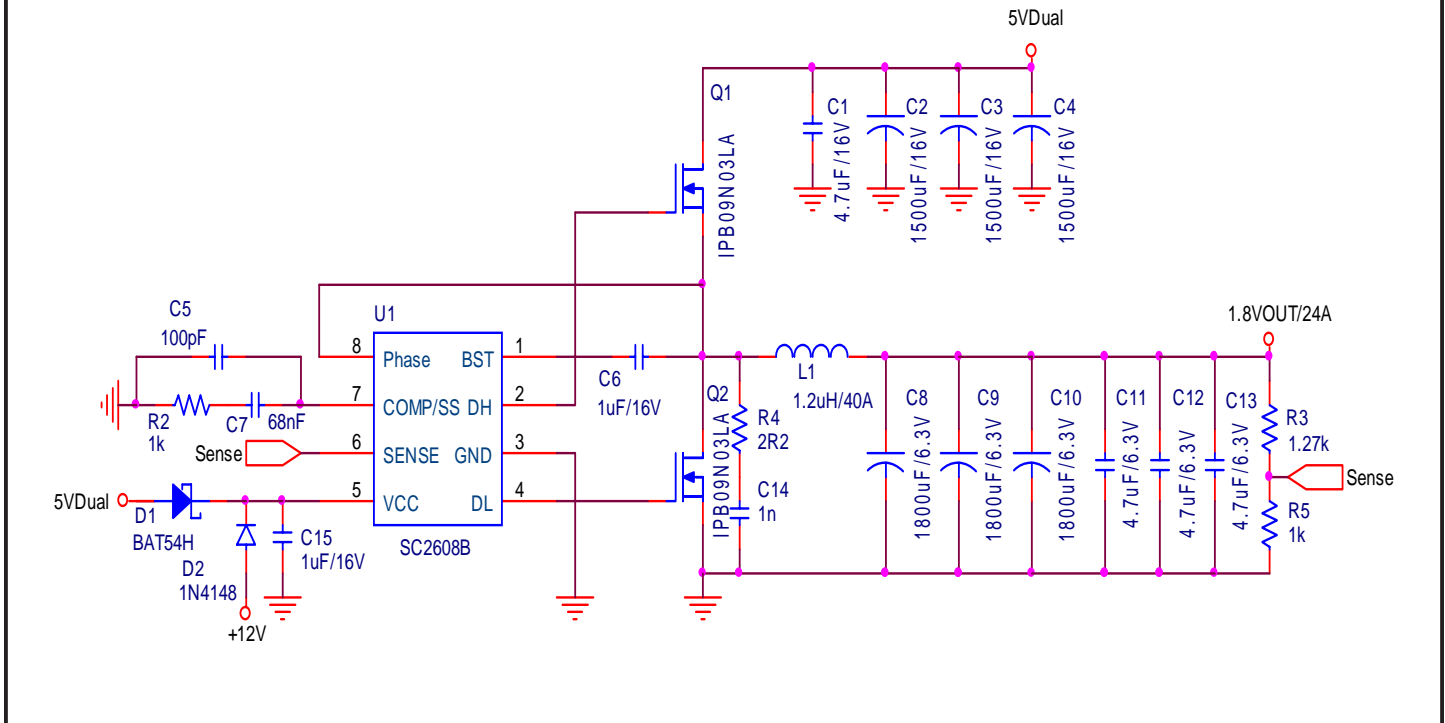 5VDual
Q1
IPB09N03LA
C1
4.7uF/16V
C2
1500uF/16V
C3
1500uF/16V
C4
1500uF/16V
C5
100pF
U1
8
Phase
BST
1
7
COMP/SS
DH
2
6
SENSE
GND
3
5
VCC
DL
4
SC2608B
R2
1k
C7
68nF
Sense
5VDual
D1
BAT54H
D2
1N4148
C15
1uF/16V
+12V
C6
1uF/16V
Q2
IPB09N03LA
R4
2R2
C14
1n
L1
1.2uH/40A
1.8VOUT/24A
C8
1800uF/6.3V
C9
1800uF/6.3V
C10
1800uF/6.3V
C11
4.7uF/6.3V
C12
4.7uF/6.3V
C13
4.7uF/6.3V
R3
1.27k
Sense
R5
1k